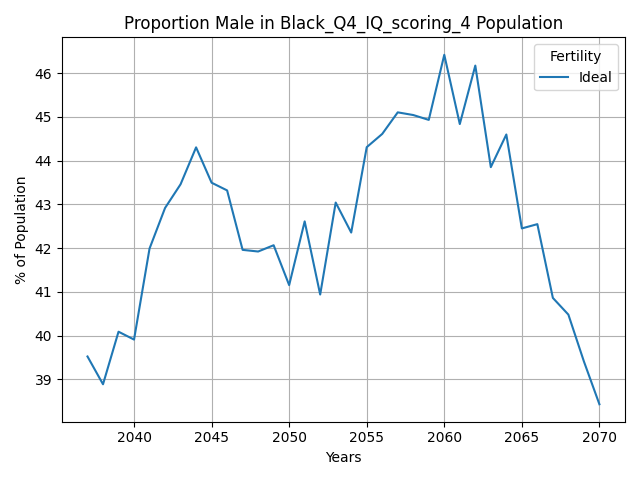 Proportion Male in Black_Q4_IQ_scoring_4 Population
Fertility
Ideal
% of Population
46
45
44
43
42
41
40
39
2040 2045 2050 2055 2060 2065 2070
Years